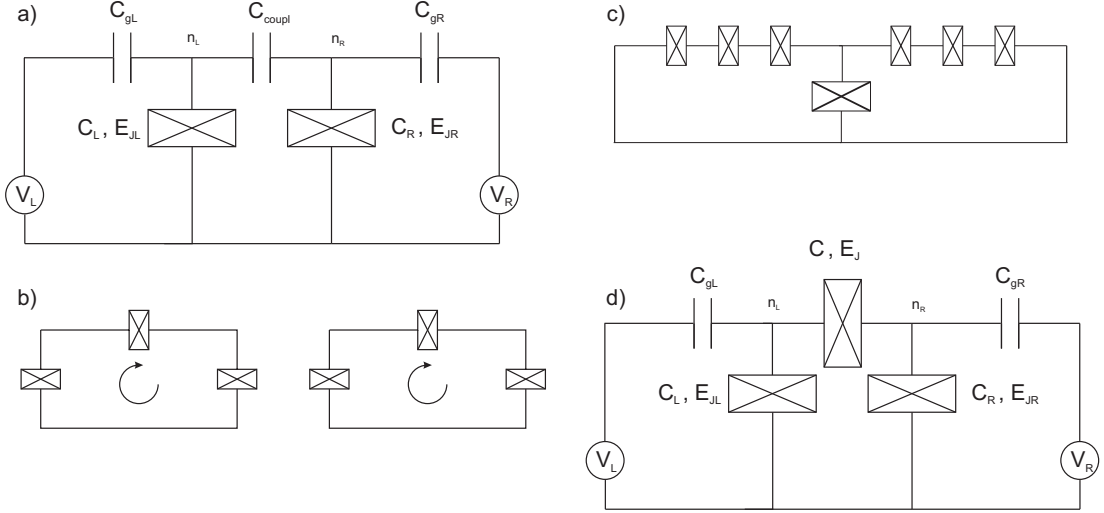 a)
C_gL C_coupl C_gR
n_L n_R
C_L , E_JL C_R , E_JR
V_L V_R
b)
c)
d)
C , E_J
C_gL C_gR
n_L n_R
C_L , E_JL C_R , E_JR
V_L V_R